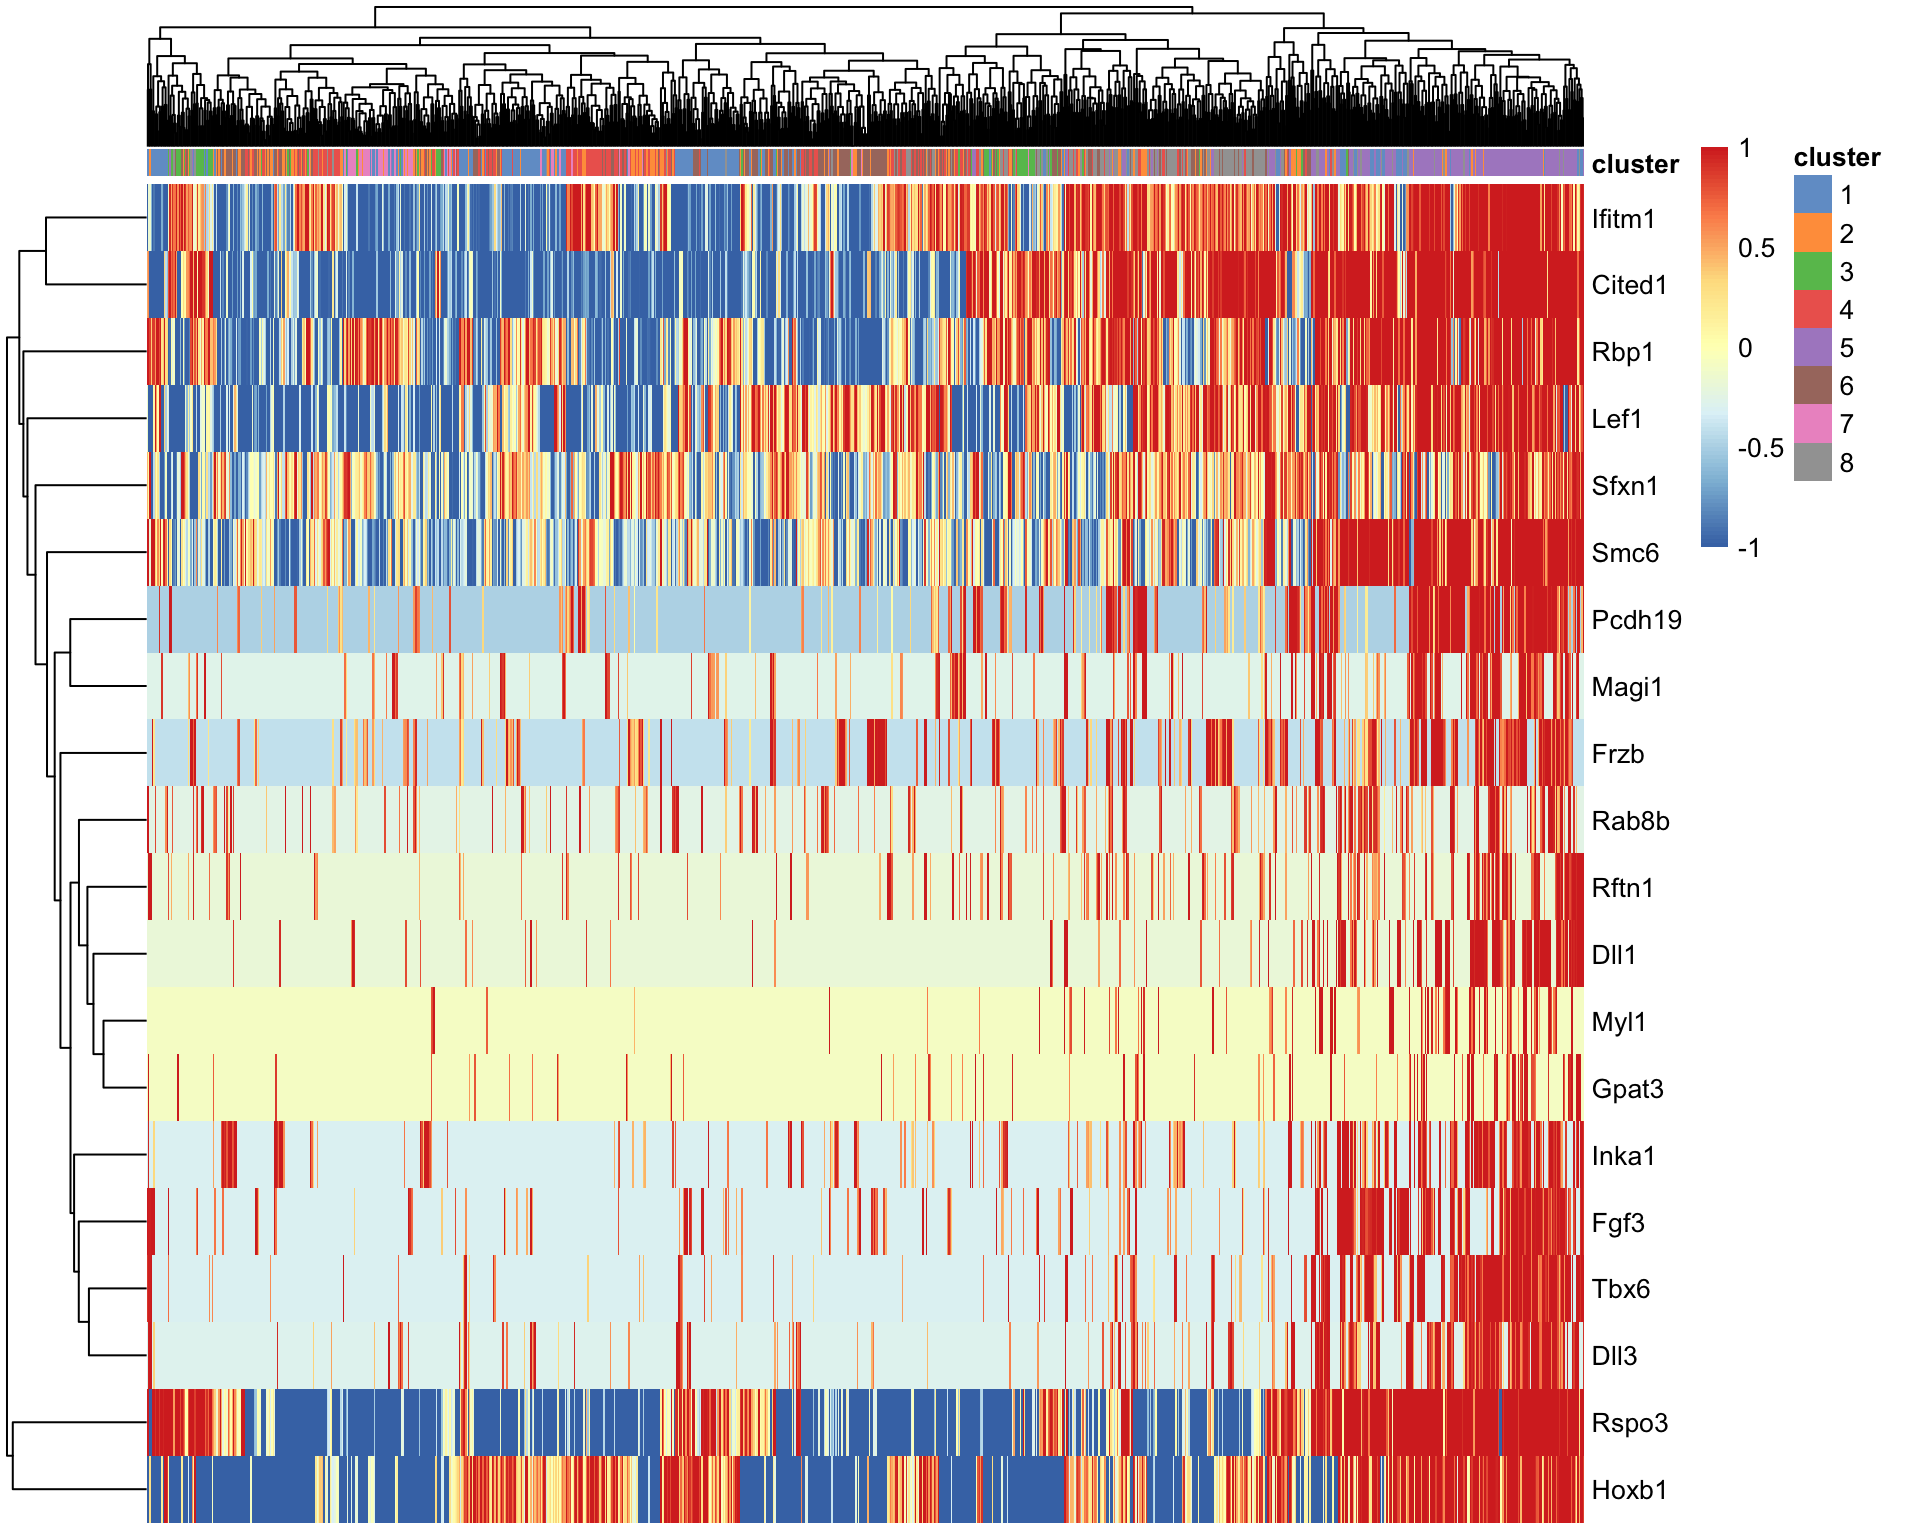 cluster
Ifitm1
Cited1
Rbp1
Lef1
Sfxn1
Smc6
Pcdh19
Magi1
Frzb
Rab8b
Rftn1
Dll1
Myl1
Gpat3
Inka1
Fgf3
Tbx6
Dll3
Rspo3
Hoxb1
1
0.5
0
-0.5
-1
cluster
1
2
3
4
5
6
7
8